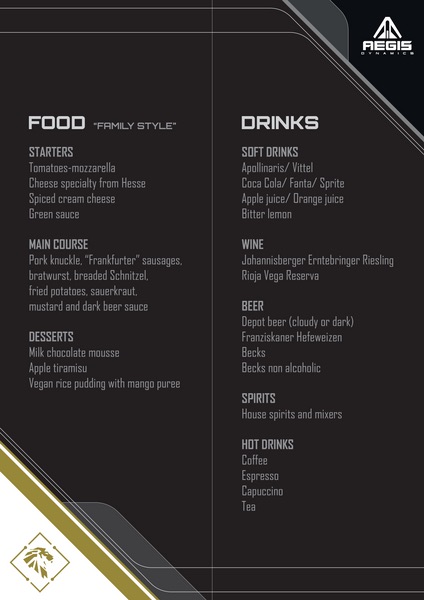 AEGIS
DYNAMICS
FOOD "FAMILY STYLE"
STARTERS
Tomatoes-mozzarella
Cheese specialty from Hesse
Spiced cream cheese
Green sauce
MAIN COURSE
Pork knuckle, "Frankfurter" sausages,
bratwurst, breaded Schnitzel,
fried potatoes, sauerkraut,
mustard and dark beer sauce
DESSERTS
Milk chocolate mousse
Apple tiramisu
Vegan rice pudding with mango puree
DRINKS
SOFT DRINKS
Apollinaris/ Vittel
Coca Cola/ Fanta/ Sprite
Apple juice/ Orange juice
Bitter lemon
WINE
Johannisberger Erntebringer Riesling
Rioja Vega Reserva
BEER
Depot beer (cloudy or dark)
Franziskaner Hefeweizen
Becks
Becks non alcoholic
SPIRITS
House spirits and mixers
HOT DRINKS
Coffee
Espresso
Capuccino
Tea